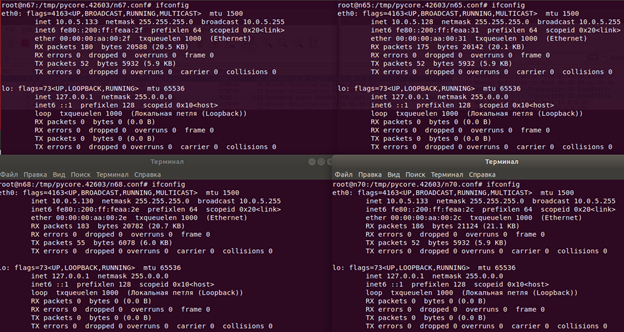 root@n67:/tmp/pycore.42603/n67.conf# ifconfig
eth0: flags=4163<UP,BROADCAST,RUNNING,MULTICAST>  mtu 1500
inet 10.0.5.133  netmask 255.255.255.0  broadcast 10.0.5.255
inet6 fe80::200:ff:feaa:2f  prefixlen 64  scopeid 0x20<link>
ether 00:00:00:aa:00:2f  txqueuelen 1000  (Ethernet)
RX packets 180  bytes 20588 (20.5 KB)
RX errors 0  dropped 0  overruns 0  frame 0
TX packets 52  bytes 5932 (5.9 KB)
TX errors 0  dropped 0 overruns 0  carrier 0  collisions 0
lo: flags=73<UP,LOOPBACK,RUNNING>  mtu 65536
inet 127.0.0.1  netmask 255.0.0.0
inet6 ::1  prefixlen 128  scopeid 0x10<host>
loop  txqueuelen 1000  (Локальная петля (Loopback))
RX packets 0  bytes 0 (0.0 B)
RX errors 0  dropped 0  overruns 0  frame 0
TX packets 0  bytes 0 (0.0 B)
TX errors 0  dropped 0 overruns 0  carrier 0  collisions 0
root@n65:/tmp/pycore.42603/n65.conf# ifconfig
eth0: flags=4163<UP,BROADCAST,RUNNING,MULTICAST>  mtu 1500
inet 10.0.5.128  netmask 255.255.255.0  broadcast 10.0.5.255
inet6 fe80::200:ff:feaa:31  prefixlen 64  scopeid 0x20<link>
ether 00:00:00:aa:00:31  txqueuelen 1000  (Ethernet)
RX packets 175  bytes 20142 (20.1 KB)
RX errors 0  dropped 0  overruns 0  frame 0
TX packets 52  bytes 5932 (5.9 KB)
TX errors 0  dropped 0 overruns 0  carrier 0  collisions 0
lo: flags=73<UP,LOOPBACK,RUNNING>  mtu 65536
inet 127.0.0.1  netmask 255.0.0.0
inet6 ::1  prefixlen 128  scopeid 0x10<host>
loop  txqueuelen 1000  (Локальная петля (Loopback))
RX packets 0  bytes 0 (0.0 B)
RX errors 0  dropped 0  overruns 0  frame 0
TX packets 0  bytes 0 (0.0 B)
TX errors 0  dropped 0 overruns 0  carrier 0  collisions 0
Терминал
Файл Правка Вид Поиск Терминал Справка
root@n68:/tmp/pycore.42603/n68.conf# ifconfig
eth0: flags=4163<UP,BROADCAST,RUNNING,MULTICAST>  mtu 1500
inet 10.0.5.130  netmask 255.255.255.0  broadcast 10.0.5.255
inet6 fe80::200:ff:feaa:2e  prefixlen 64  scopeid 0x20<link>
ether 00:00:00:aa:00:2e  txqueuelen 1000  (Ethernet)
RX packets 183  bytes 20782 (20.7 KB)
RX errors 0  dropped 0  overruns 0  frame 0
TX packets 55  bytes 6078 (6.0 KB)
TX errors 0  dropped 0 overruns 0  carrier 0  collisions 0
lo: flags=73<UP,LOOPBACK,RUNNING>  mtu 65536
inet 127.0.0.1  netmask 255.0.0.0
inet6 ::1  prefixlen 128  scopeid 0x10<host>
loop  txqueuelen 1000  (Локальная петля (Loopback))
RX packets 0  bytes 0 (0.0 B)
RX errors 0  dropped 0  overruns 0  frame 0
TX packets 0  bytes 0 (0.0 B)
TX errors 0  dropped 0 overruns 0  carrier 0  collisions 0
Терминал
Файл Правка Вид Поиск Терминал Справка
root@n70:/tmp/pycore.42603/n70.conf# ifconfig
eth0: flags=4163<UP,BROADCAST,RUNNING,MULTICAST>  mtu 1500
inet 10.0.5.133  netmask 255.255.255.0  broadcast 10.0.5.255
inet6 fe80::200:ff:feaa:2c  prefixlen 64  scopeid 0x20<link>
ether 00:00:00:aa:00:2c  txqueuelen 1000  (Ethernet)
RX packets 186  bytes 21124 (21.1 KB)
RX errors 0  dropped 0  overruns 0  frame 0
TX packets 52  bytes 5932 (5.9 KB)
TX errors 0  dropped 0 overruns 0  carrier 0  collisions 0
lo: flags=73<UP,LOOPBACK,RUNNING>  mtu 65536
inet 127.0.0.1  netmask 255.0.0.0
inet6 ::1  prefixlen 128  scopeid 0x10<host>
loop  txqueuelen 1000  (Локальная петля (Loopback))
RX packets 0  bytes 0 (0.0 B)
RX errors 0  dropped 0  overruns 0  frame 0
TX packets 0  bytes 0 (0.0 B)
TX errors 0  dropped 0 overruns 0  carrier 0  collisions 0